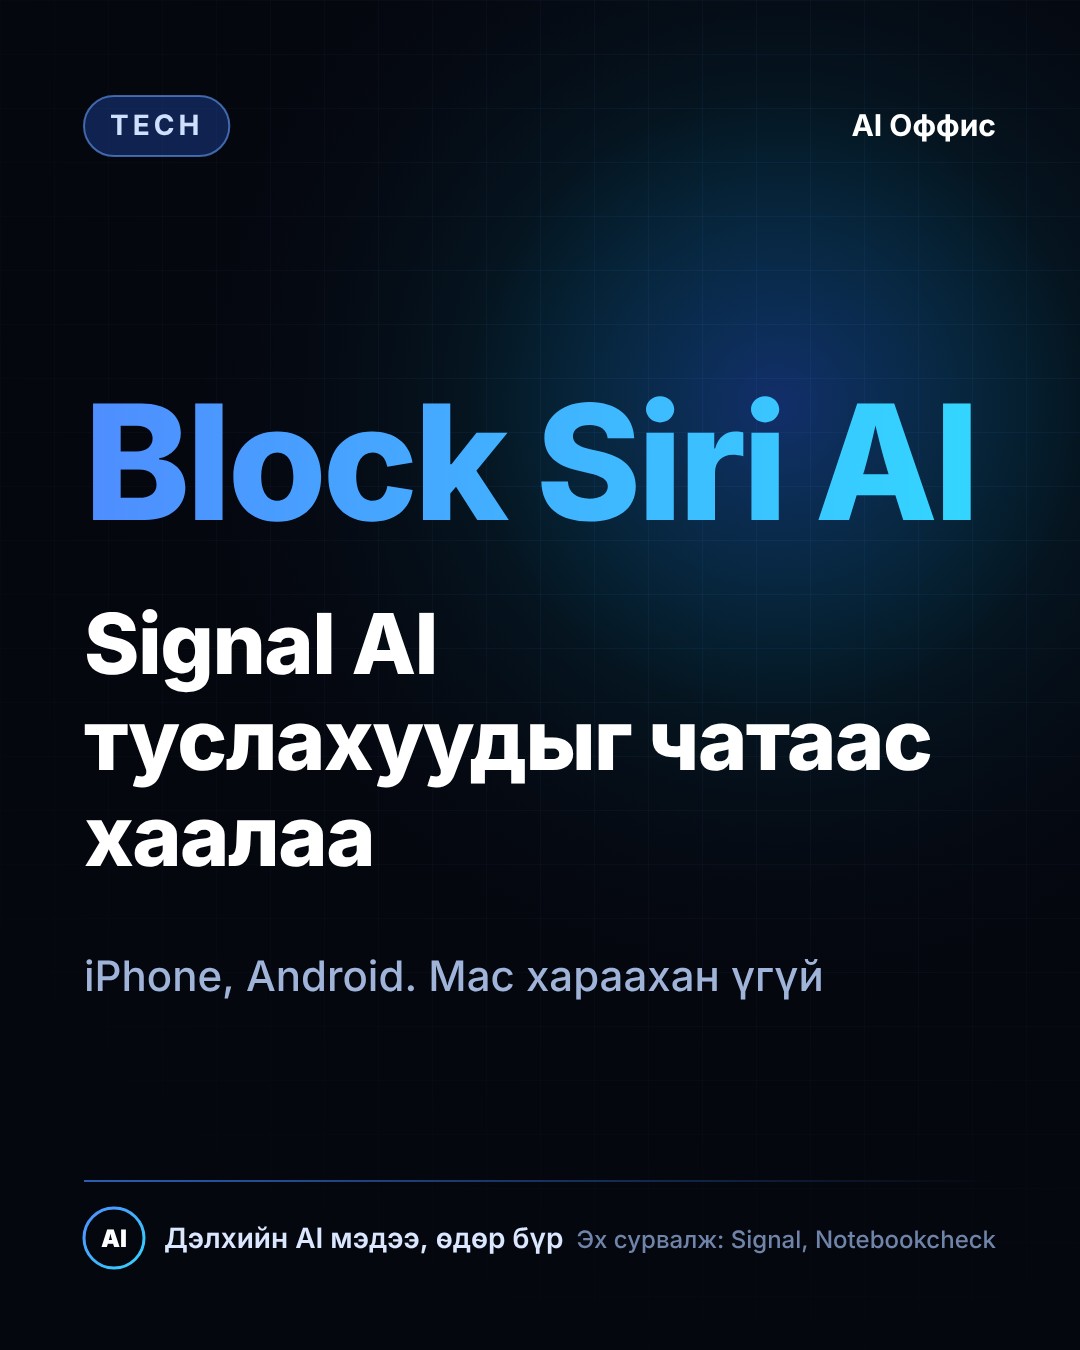 TECH
AI Оффис
Block Siri AI
Signal AI
туслахуудыг чатаас
хаалаа
iPhone, Android. Mac хараахан үгүй
AI
Дэлхийн AI мэдээ, өдөр бүр
Эх сурвалж: Signal, Notebookcheck